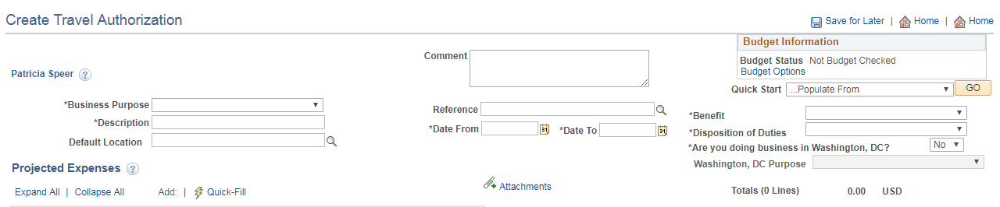 Create Travel Authorization
Save for Later | Home | Home
Budget Information
Budget Status Not Budget Checked
Budget Options
Comment
Patricia Speer ?
Quick Start ...Populate From GO
*Business Purpose
Reference
*Benefit
*Description
*Date From 31 *Date To 31
*Disposition of Duties
Default Location
*Are you doing business in Washington, DC? No
Washington, DC Purpose
Projected Expenses ?
Expand All | Collapse All Add: | Quick-Fill
Attachments
Totals (0 Lines) 0.00 USD